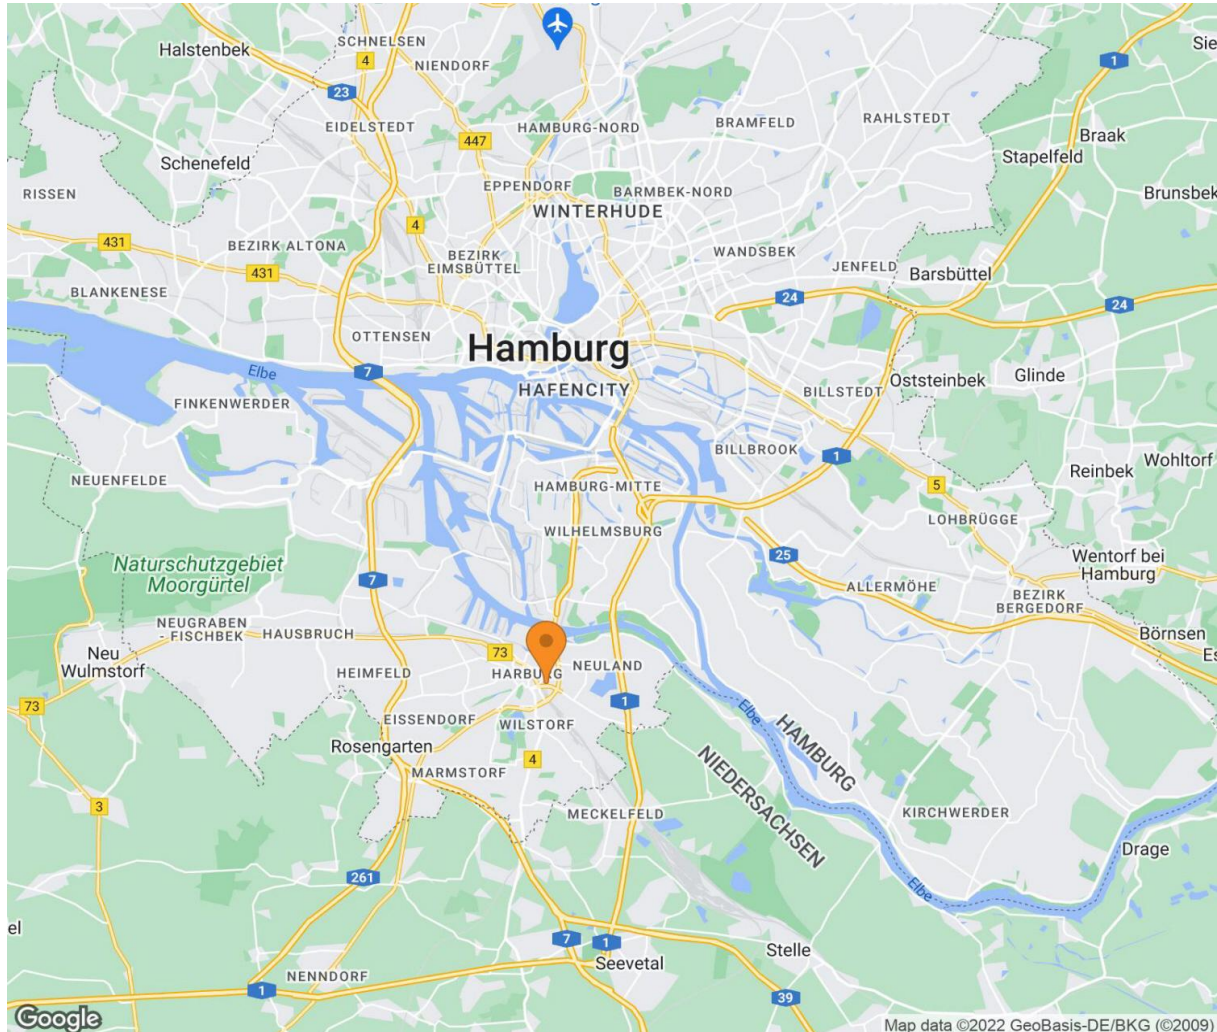 SCHNELSEN
Halstenbek
4
NIENDORF
Sie
1
23
EIDELSTEDT
447
HAMBURG-NORD
BRAMFELD
RAHLSTEDT
Braak
Stapelfeld
Schenefeld
RISSEN
EPPENDORF
BARMBEK-NORD
Brunsbek
WINTERHUDE
4
431
BEZIRK ALTONA
431
BEZIRK
EIMSBÜTTEL
WANDSBEK
JENFELD
Barsbüttel
BLANKENESE
24
24
OTTENSEN
Hamburg
Elbe
7
HAFENCITY
Oststeinbek
Glinde
FINKENWERDER
BILLSTEDT
BILLBROOK
1
Wohltorf
Reinbek
NEUENFELDE
HAMBURG-MITTE
5
LOHBRÜGGE
WILHELMSBURG
25
Wentorf bei
Hamburg
Naturschutzgebiet
Moorgürtel
7
ALLERMÖHE
BEZIRK
BERGEDORF
NEUGRABEN
- FISCHBEK
HAUSBRUCH
Börnsen
Es
Neu
Wulmstorf
73
HEIMFELD
HARBURG
NEULAND
73
1
EISSENDORF
WILSTORF
Elbe
HAMBURG
Rosengarten
4
NIEDERSACHSEN
MARMSTORF
3
MECKELFELD
KIRCHWERDER
Drage
261
Elbe
el
7
1
Stelle
Seevetal
NENNDORF
1
39
Google
Map data ©2022 GeoBasis-DE/BKG (©2009)